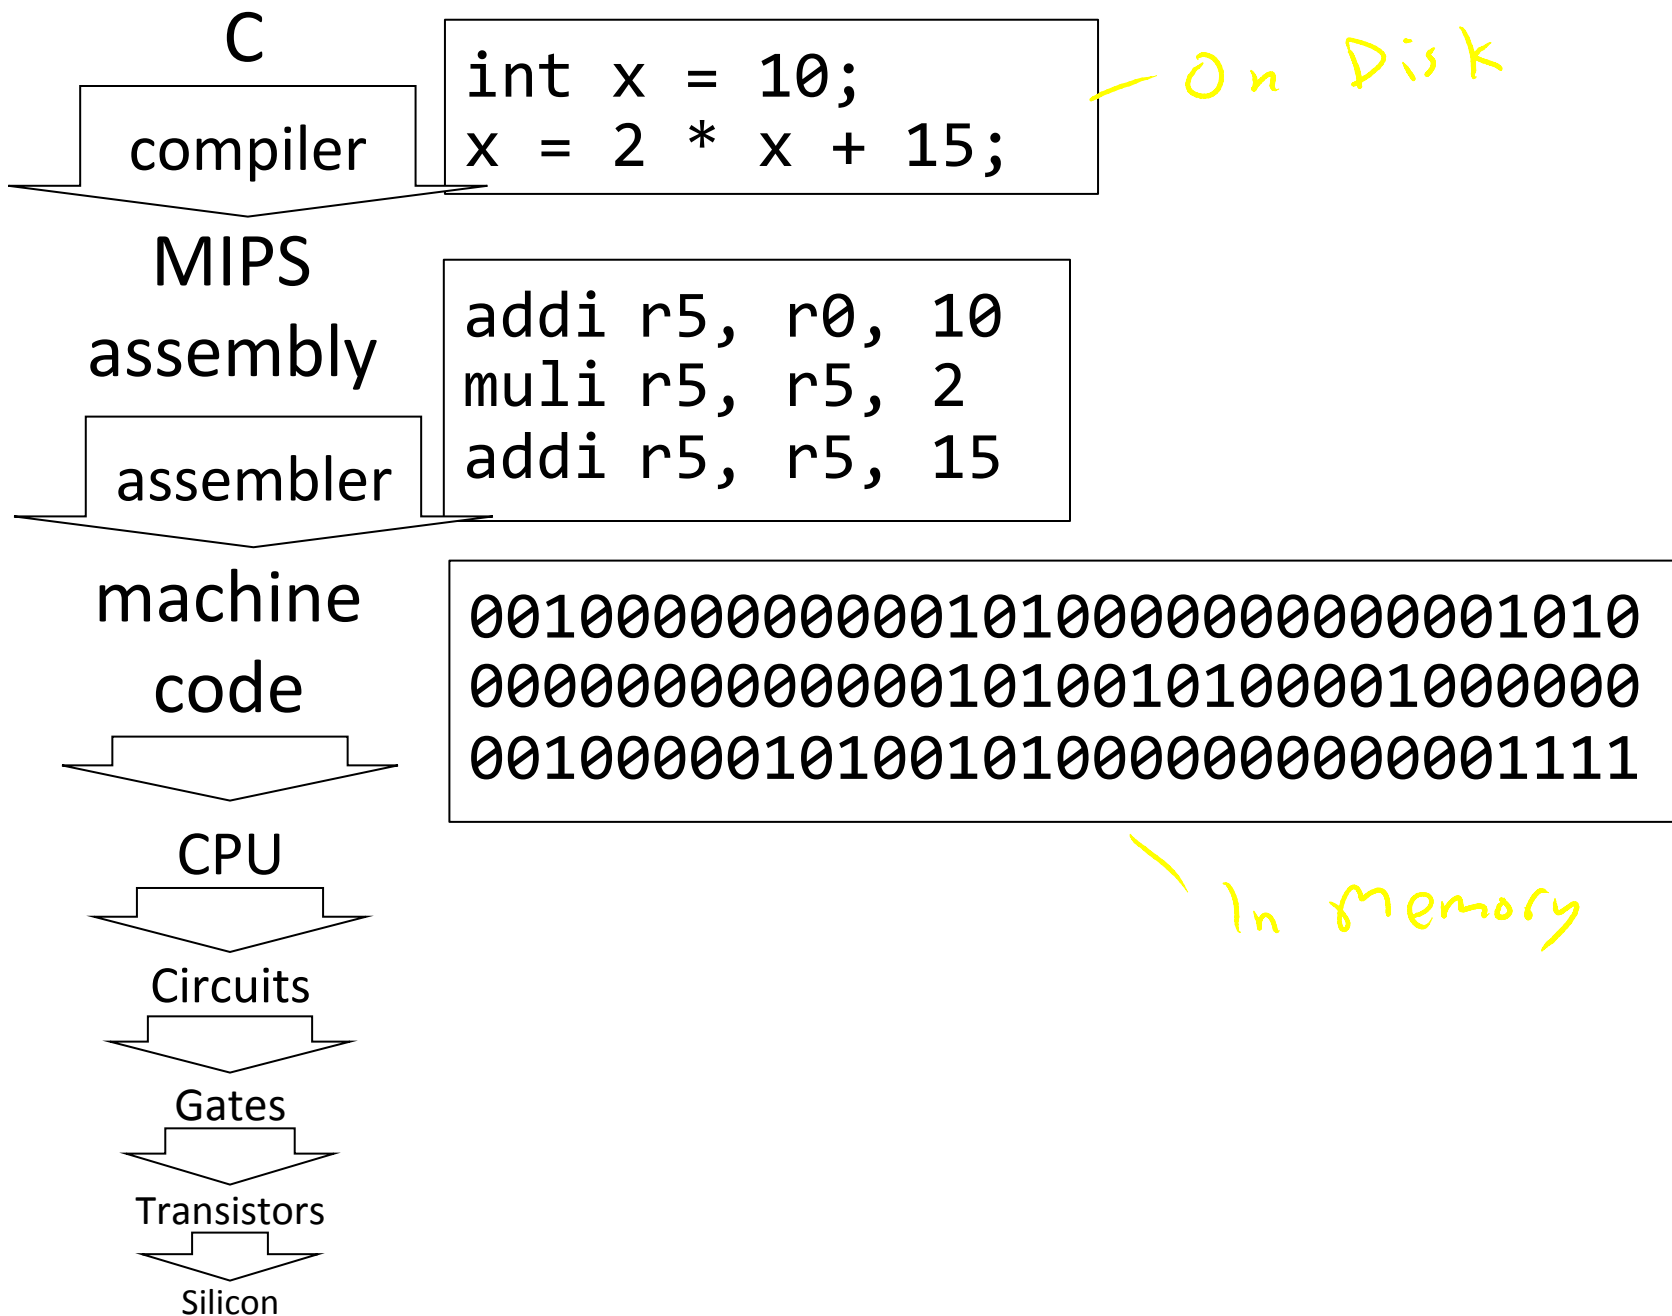 C
int x = 10;
x = 2 * x + 15;
On Disk
compiler
MIPS
assembly
addi r5, r0, 10
muli r5, r5, 2
addi r5, r5, 15
assembler
machine
code
00100000000001010000000000001010
00000000000001010010100001000000
00100000101001010000000000001111
In Memory
CPU
Circuits
Gates
Transistors
Silicon